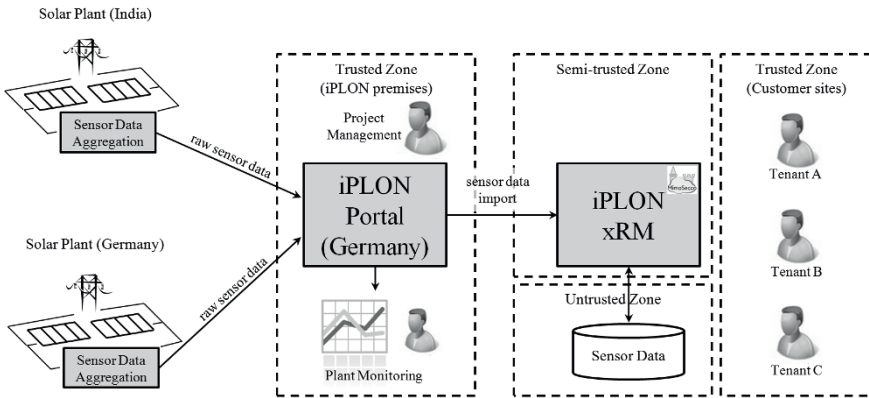 Solar Plant (India)
Sensor Data
Aggregation
raw sensor data
Solar Plant (Germany)
Sensor Data
Aggregation
raw sensor data
Trusted Zone
(iPLON premises)
Project
Management
iPLON
Portal
(Germany)
Plant Monitoring
sensor data
import
Semi-trusted Zone
MimoSecco
iPLON
xRM
Untrusted Zone
Sensor Data
Trusted Zone
(Customer sites)
Tenant A
Tenant B
Tenant C